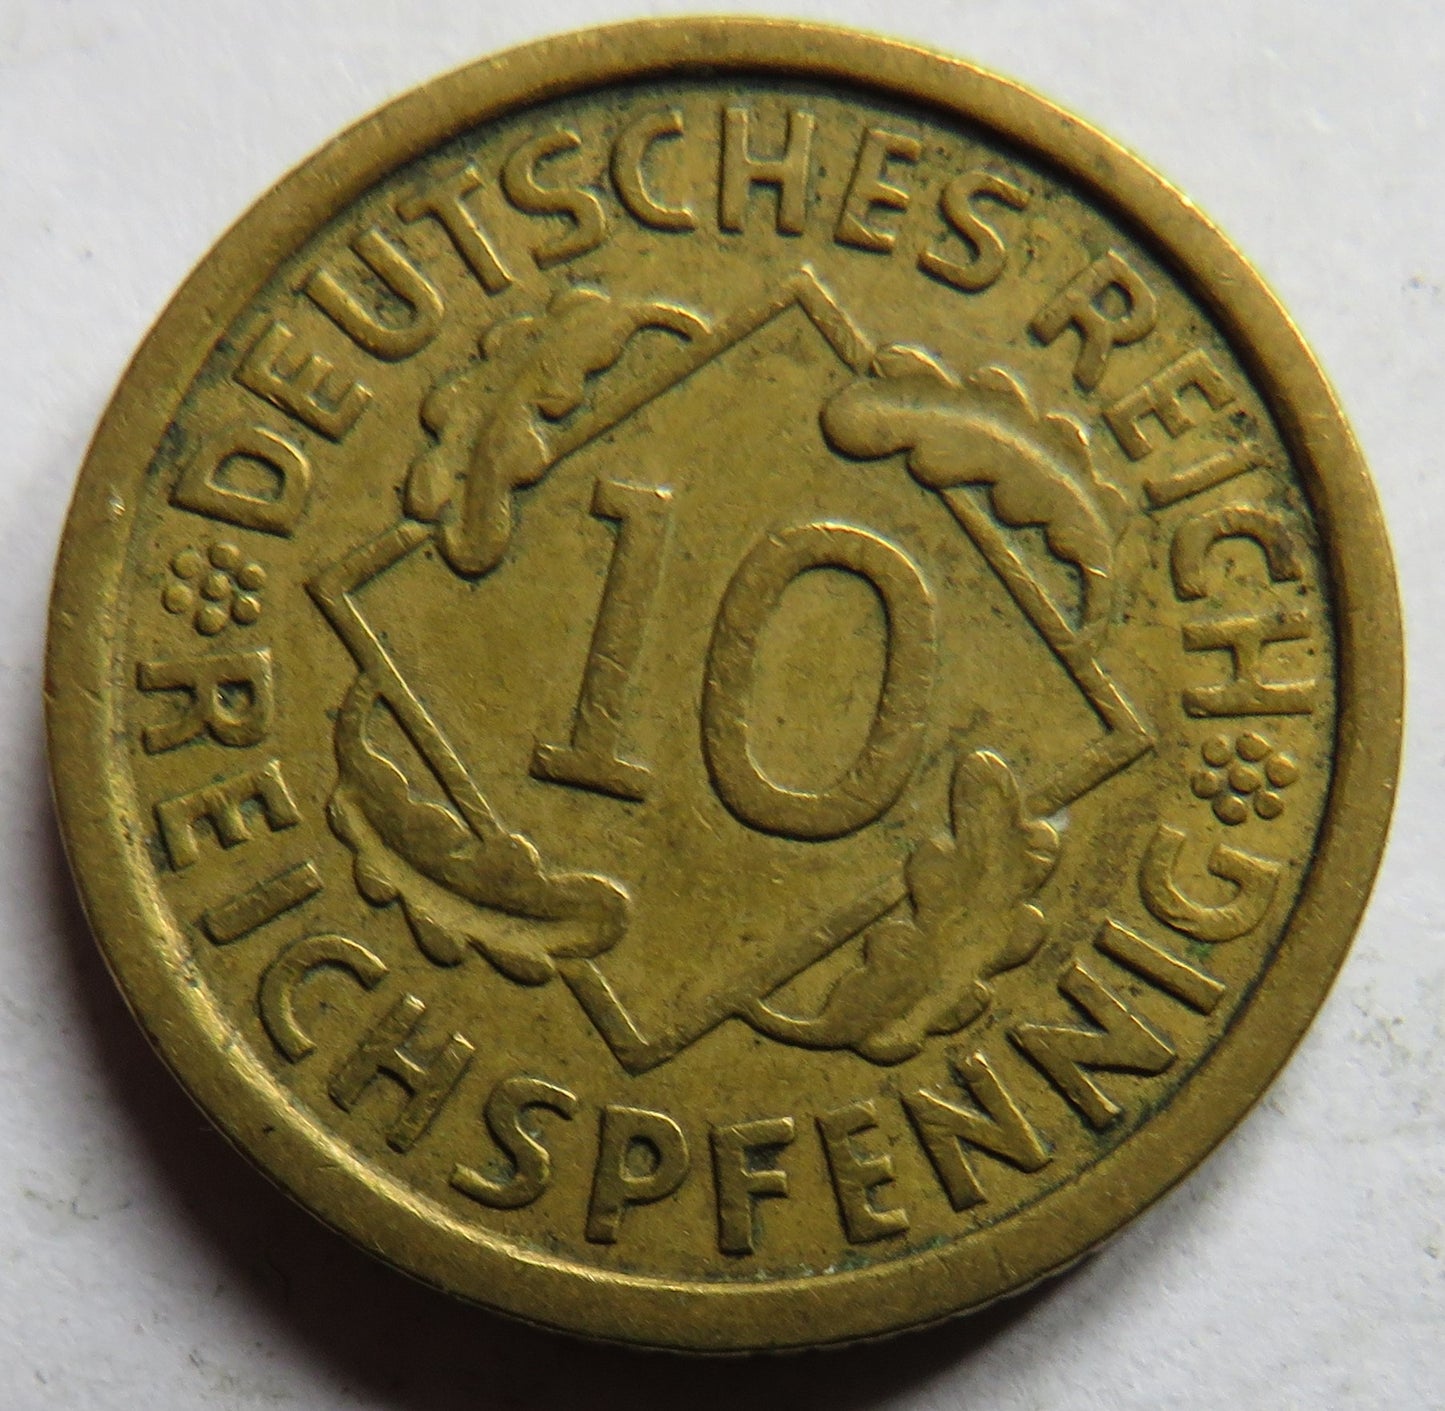 DEUTSCHES REICH
10
REICHSPFENNIG